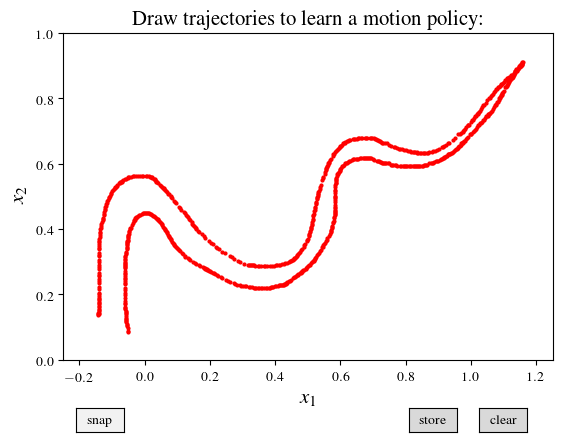 Draw trajectories to learn a motion policy:
1.0
0.8
0.6
0.4
0.2
0.0
x₂
−0.2 0.0 0.2 0.4 0.6 0.8 1.0 1.2
x₁
snap store clear